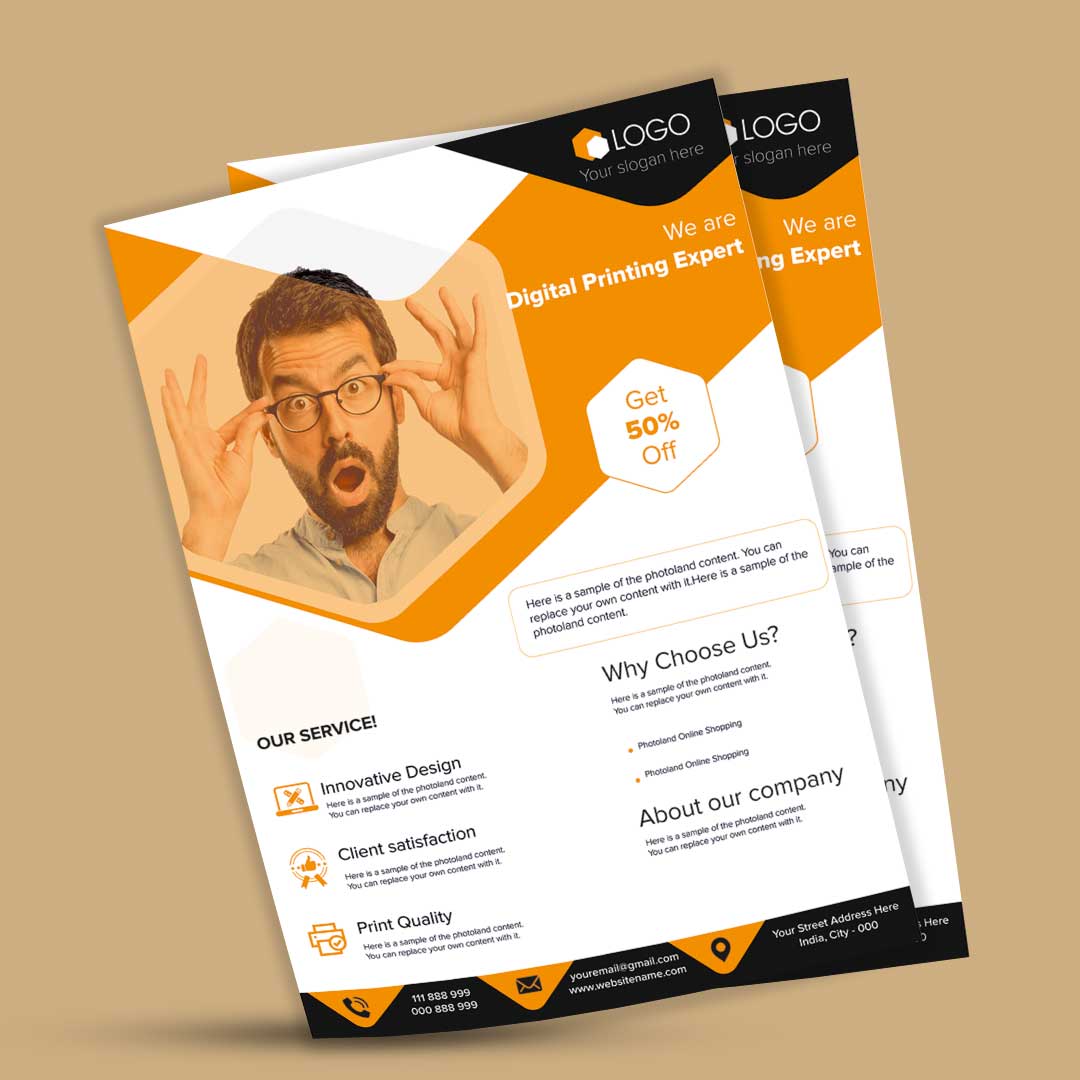 LOGO
Your slogan here
We are
Digital Printing Expert
Get
50%
Off
Here is a sample of the photoland content. You can
replace your own content with it.Here is a sample of the
photoland content.
Why Choose Us?
Here is a sample of the photoland content.
You can replace your own content with it.
Photoland Online Shopping
Photoland Online Shopping
About our company
Here is a sample of the photoland content.
You can replace your own content with it.
OUR SERVICE!
Innovative Design
Here is a sample of the photoland content.
You can replace your own content with it.
Client satisfaction
Here is a sample of the photoland content.
You can replace your own content with it.
Print Quality
Here is a sample of the photoland content.
You can replace your own content with it.
111 888 999
000 888 999
youremail@gmail.com
www.websitename.com
Your Street Address Here
India, City - 000
LOGO
slogan here
We are
ng Expert
You can
ample of the
?
ny
s Here
0